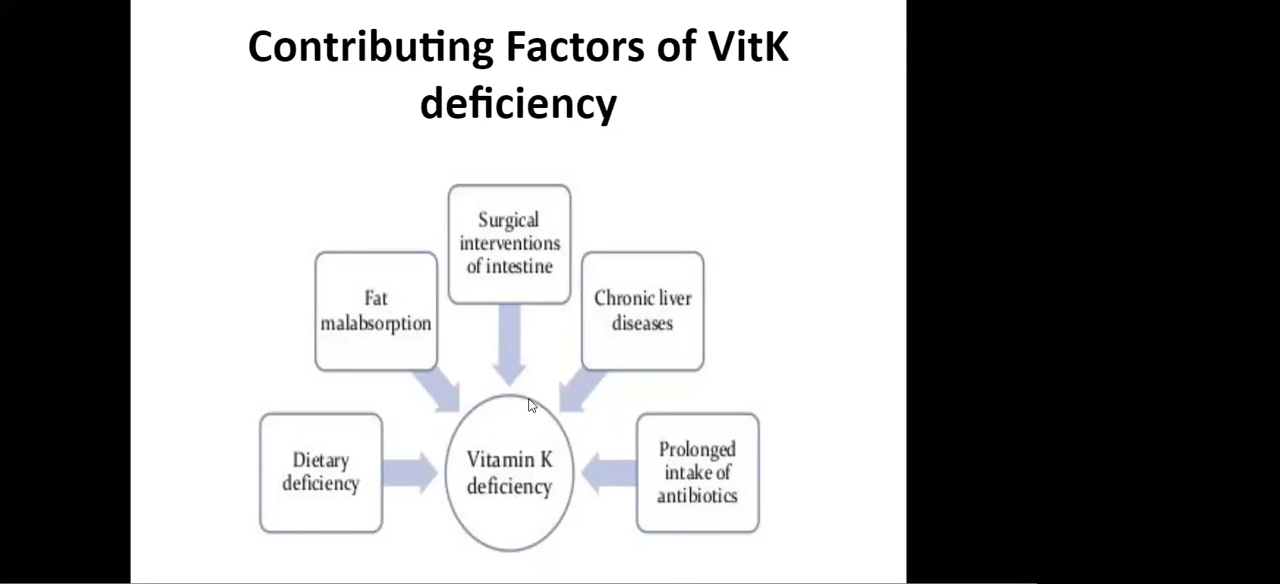 Contributing Factors of VitK
deficiency
Surgical
interventions
of intestine
Fat
malabsorption
Chronic liver
diseases
Dietary
deficiency
Vitamin K
deficiency
Prolonged
intake of
antibiotics